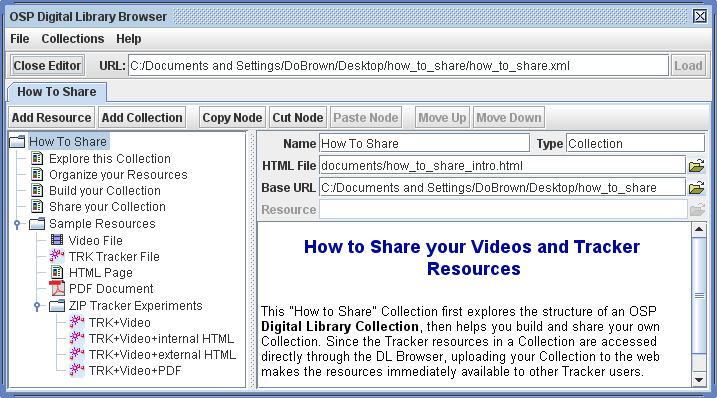 OSP Digital Library Browser
File Collections Help
Close Editor URL: C:/Documents and Settings/DoBrown/Desktop/how_to_share/how_to_share.xml Load
How To Share
Add Resource Add Collection Copy Node Cut Node Paste Node Move Up Move Down
How To Share
Explore this Collection
Organize your Resources
Build your Collection
Share your Collection
Sample Resources
Video File
TRK Tracker File
HTML Page
PDF Document
ZIP Tracker Experiments
TRK+Video
TRK+Video+internal HTML
TRK+Video+external HTML
TRK+Video+PDF
Name How To Share Type Collection
HTML File documents/how_to_share_intro.html
Base URL C:/Documents and Settings/DoBrown/Desktop/how_to_share
Resource
How to Share your Videos and Tracker
Resources
This "How to Share" Collection first explores the structure of an OSP
Digital Library Collection, then helps you build and share your own
Collection. Since the Tracker resources in a Collection are accessed
directly through the DL Browser, uploading your Collection to the web
makes the resources immediately available to other Tracker users.